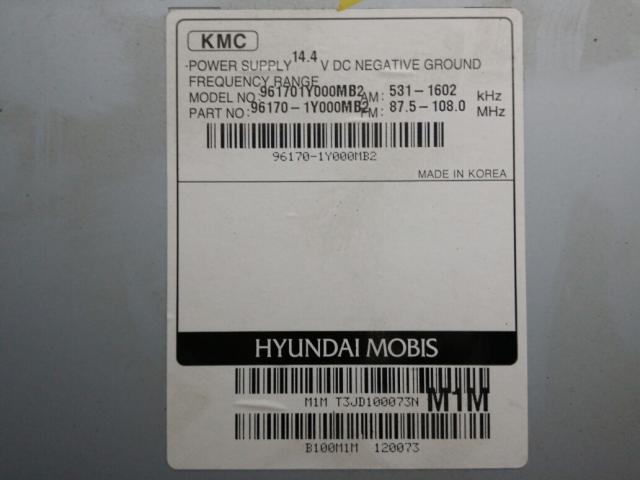 KMC
POWER SUPPLY 14.4 V DC NEGATIVE GROUND
FREQUENCY RANGE
MODEL NO: 961701Y000MB2 AM: 531-1602 kHz
PART NO: 96170-1Y000MB2 FM: 87.5-108.0 MHz
96170-1Y000MB2
MADE IN KOREA
HYUNDAI MOBIS
M1M T3JD100073N M1M
B100M1M 120073